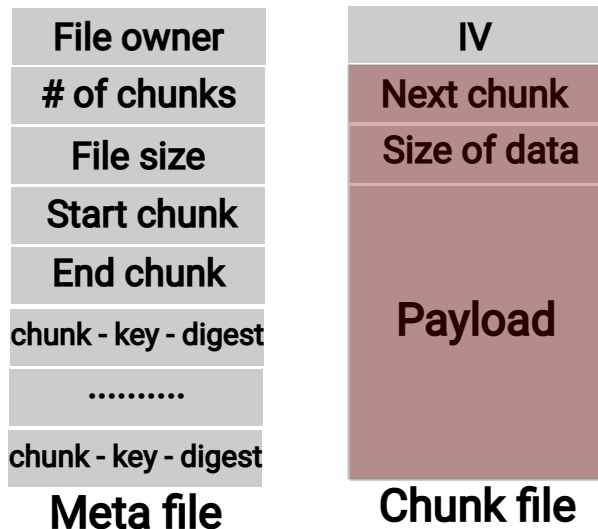 File owner
# of chunks
File size
Start chunk
End chunk
chunk - key - digest
..........
chunk - key - digest
Meta file
IV
Next chunk
Size of data
Payload
Chunk file